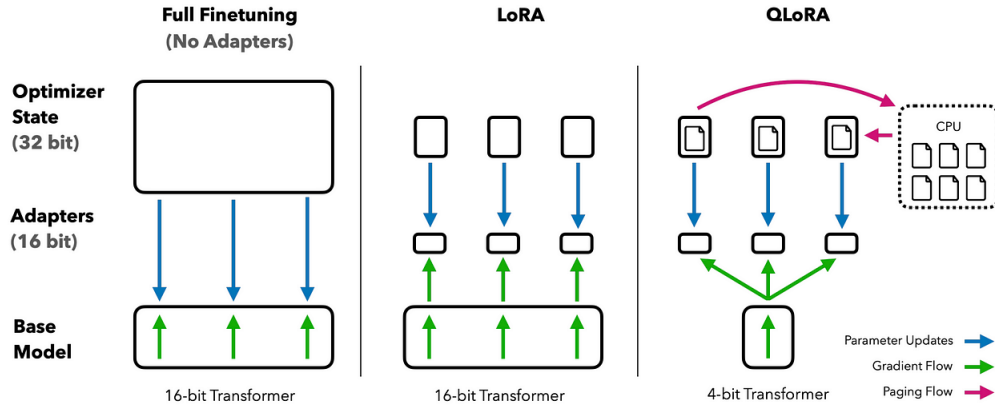 Full Finetuning
(No Adapters)
LoRA
QLoRA
Optimizer
State
(32 bit)
CPU
Adapters
(16 bit)
Base
Model
Parameter Updates
Gradient Flow
Paging Flow
16-bit Transformer
16-bit Transformer
4-bit Transformer